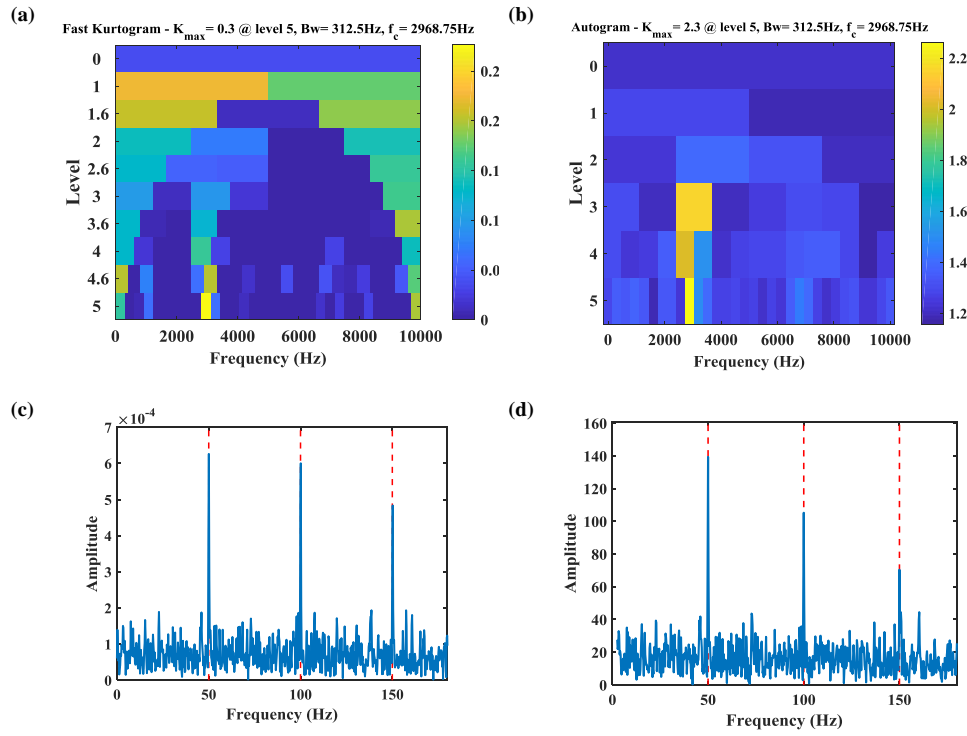 (a)
Fast Kurtogram - K_max = 0.3 @ level 5, Bw= 312.5Hz, f_c = 2968.75Hz
Level
0
1
1.6
2
2.6
3
3.6
4
4.6
5
0 2000 4000 6000 8000 10000
Frequency (Hz)
0.2
0.2
0.1
0.1
0.0
0
(b)
Autogram - K_max = 2.3 @ level 5, Bw= 312.5Hz, f_c = 2968.75Hz
Level
0
1
2
3
4
5
0 2000 4000 6000 8000 10000
Frequency (Hz)
2.2
2
1.8
1.6
1.4
1.2
(c)
×10⁻⁴
Amplitude
7
6
5
4
3
2
1
0
0 50 100 150
Frequency (Hz)
(d)
Amplitude
160
140
120
100
80
60
40
20
0
0 50 100 150
Frequency (Hz)